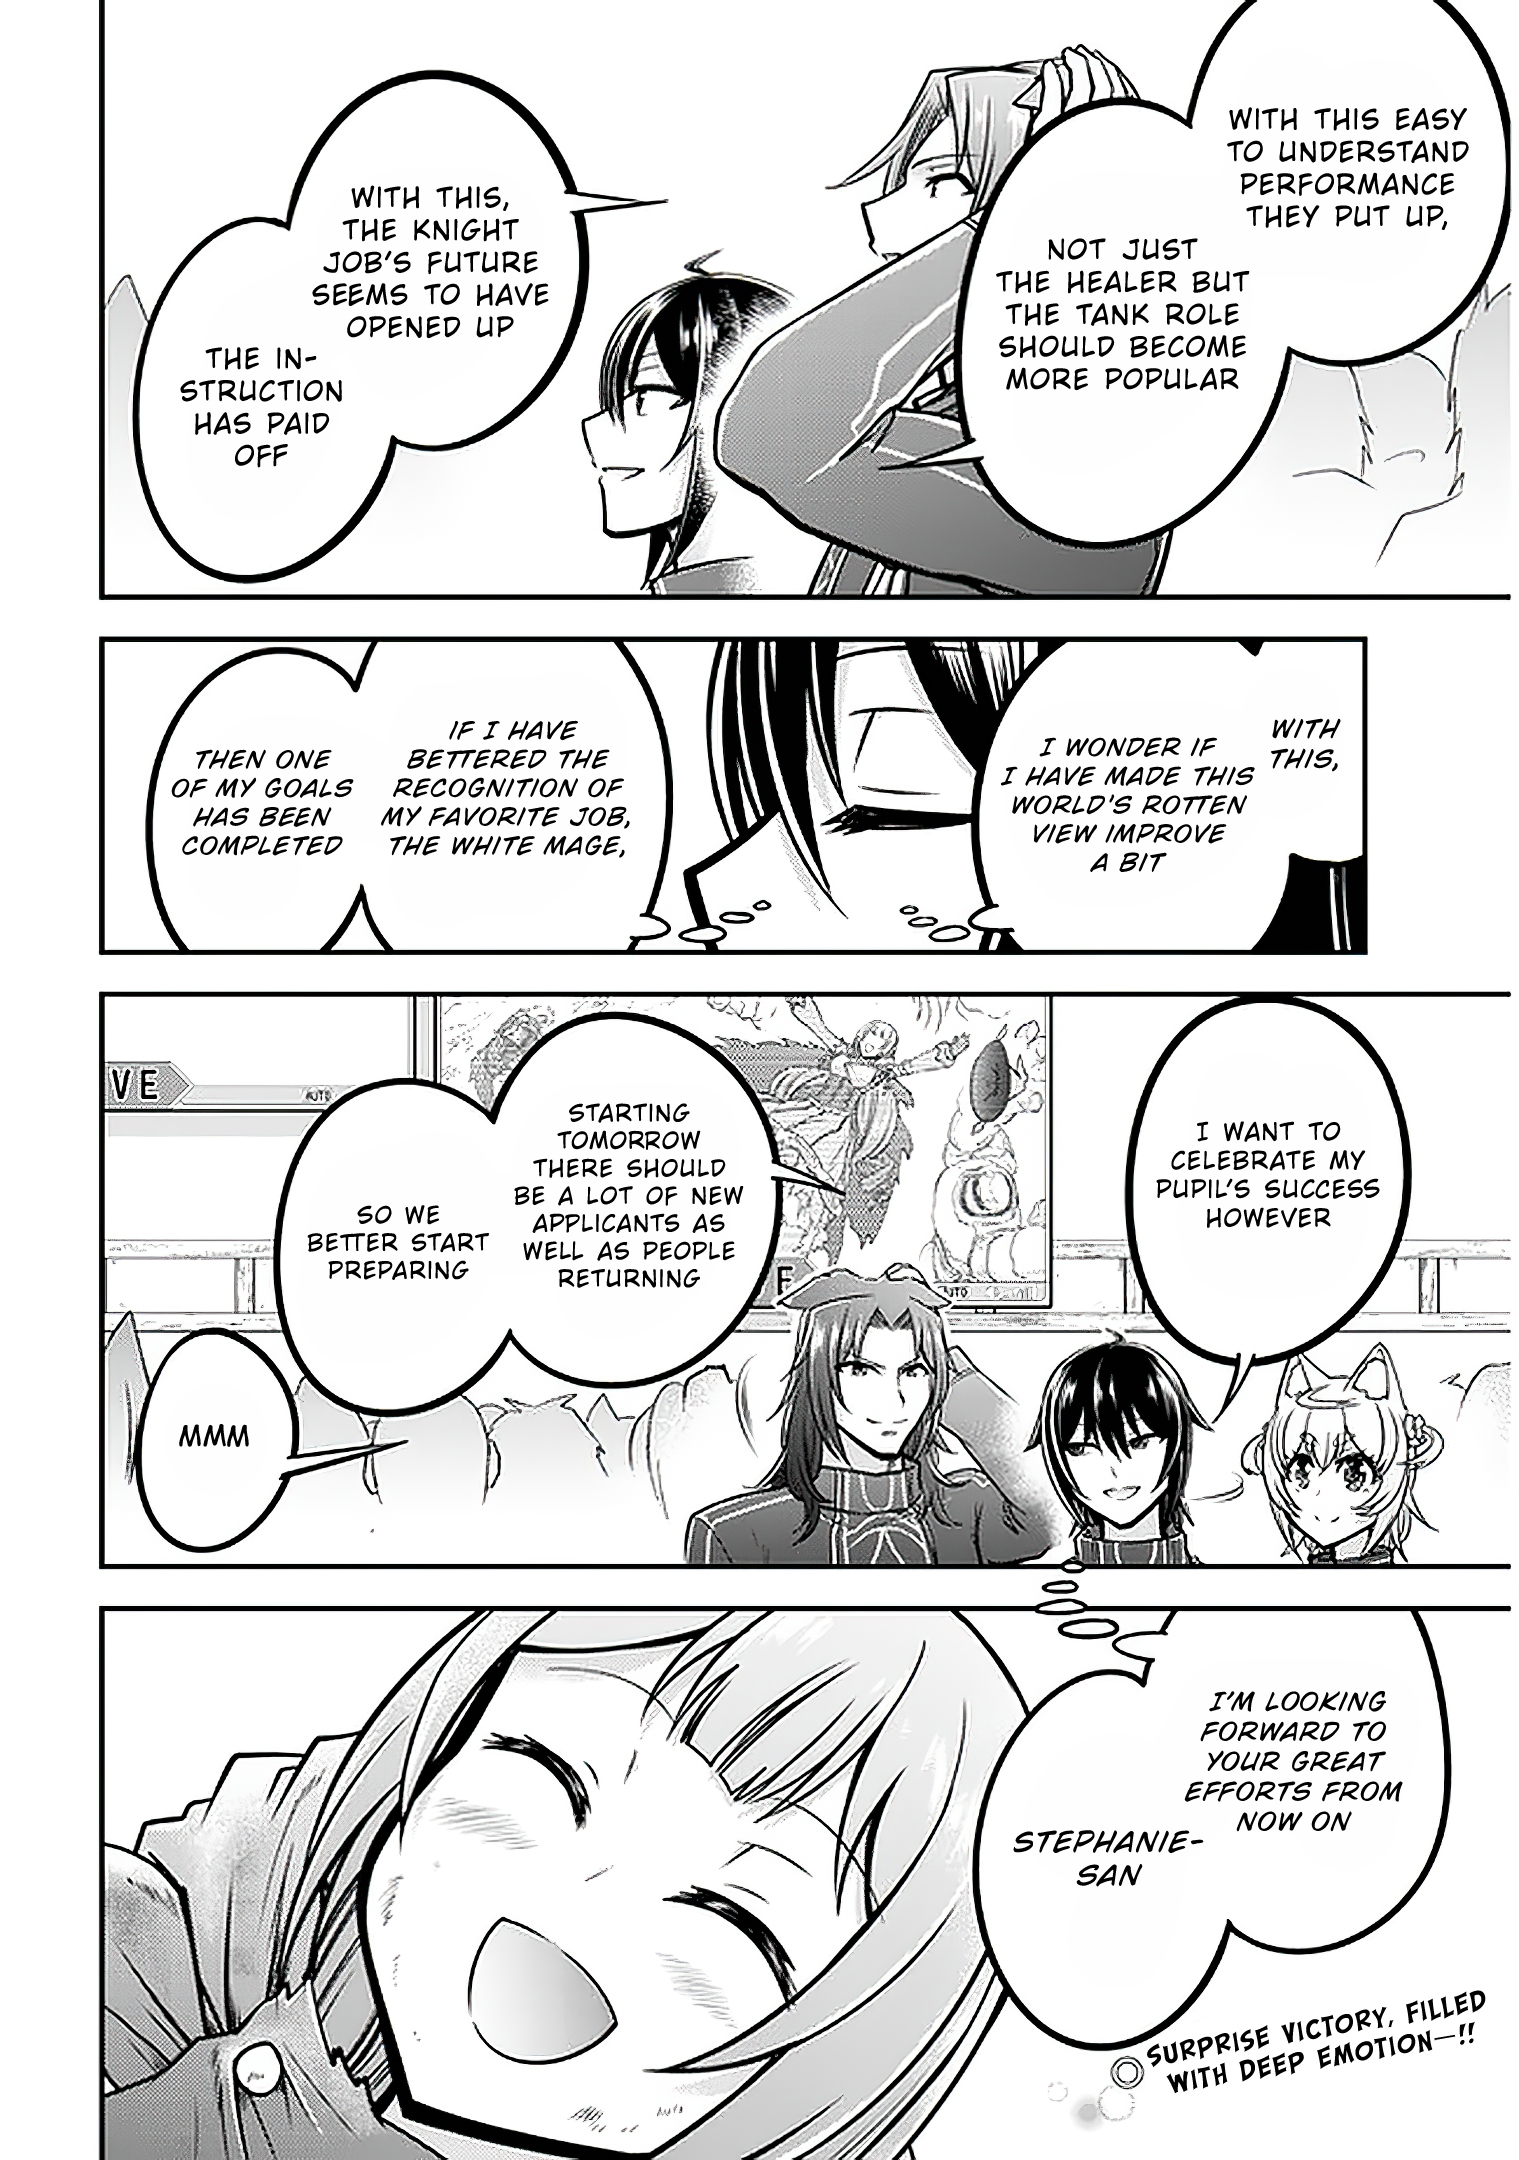 WITH THIS EASY
TO UNDERSTAND
PERFORMANCE
THEY PUT UP,
NOT JUST
THE HEALER BUT
THE TANK ROLE
SHOULD BECOME
MORE POPULAR
WITH THIS,
THE KNIGHT
JOB'S FUTURE
SEEMS TO HAVE
OPENED UP
THE IN-
STRUCTION
HAS PAID
OFF
WITH
THIS,
I WONDER IF
I HAVE MADE THIS
WORLD'S ROTTEN
VIEW IMPROVE
A BIT
IF I HAVE
BETTERED THE
RECOGNITION OF
MY FAVORITE JOB,
THE WHITE MAGE,
THEN ONE
OF MY GOALS
HAS BEEN
COMPLETED
I WANT TO
CELEBRATE MY
PUPIL'S SUCCESS
HOWEVER
STARTING
TOMORROW
THERE SHOULD
BE A LOT OF NEW
APPLICANTS AS
WELL AS PEOPLE
RETURNING
SO WE
BETTER START
PREPARING
VE
AUTO
E
AUTO
MMM
I'M LOOKING
FORWARD TO
YOUR GREAT
EFFORTS FROM
NOW ON
STEPHANIE-
SAN
SURPRISE VICTORY, FILLED
WITH DEEP EMOTION—!!